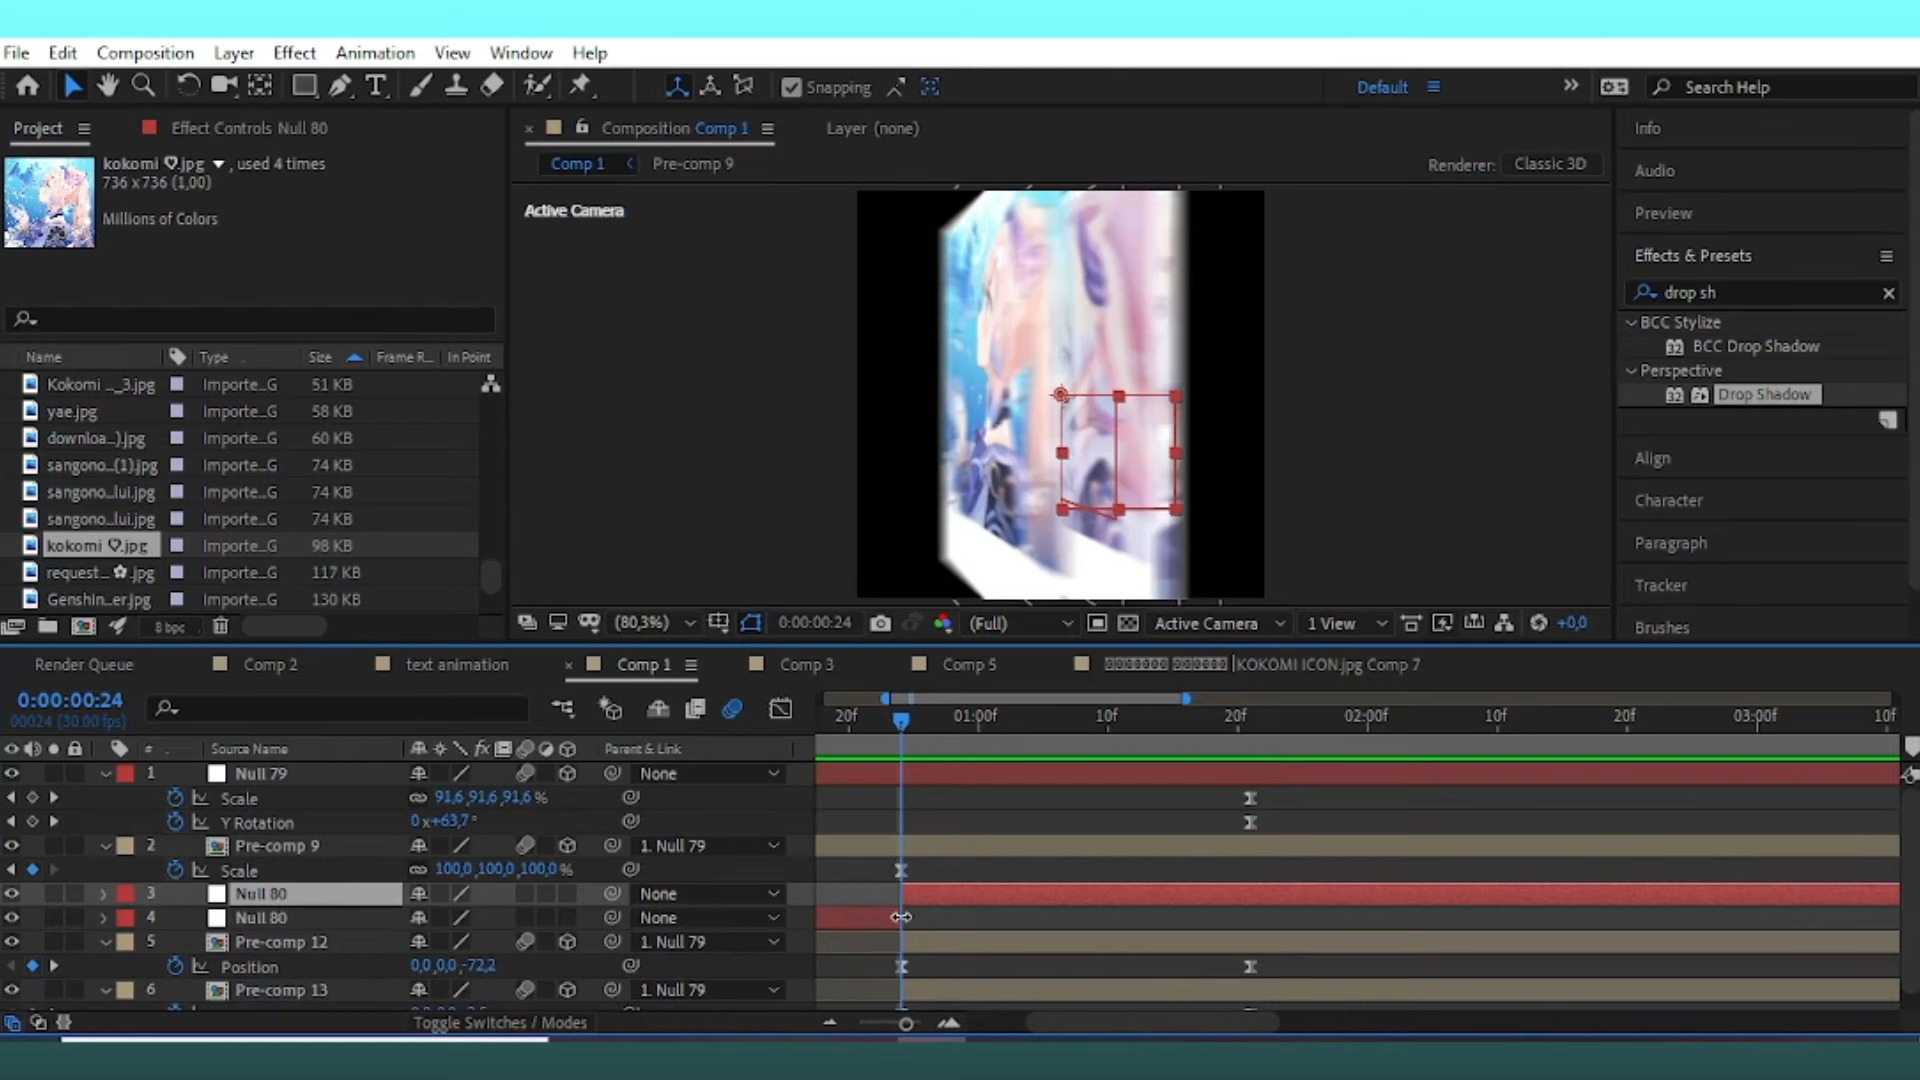 File Edit Composition Layer Effect Animation View Window Help
Snapping Default Search Help
Project Effect Controls Null 80 Composition Comp 1 Layer (none) Info
kokomi ♡.jpg , used 4 times
736 x 736 (1,00)
Millions of Colors
Comp 1 Pre-comp 9 Renderer: Classic 3D
Active Camera
Audio
Preview
Effects & Presets
drop sh
BCC Stylize
32 BCC Drop Shadow
Perspective
32 Drop Shadow
Align
Character
Paragraph
Tracker
Brushes
Name Type Size Frame R... In Point
Kokomi ..._3.jpg Importe...G 51 KB
yae.jpg Importe...G 58 KB
downloa...).jpg Importe...G 60 KB
sangono...(1).jpg Importe...G 74 KB
sangono...lui.jpg Importe...G 74 KB
sangono...lui.jpg Importe...G 74 KB
kokomi ♡.jpg Importe...G 98 KB
request... ✿.jpg Importe...G 117 KB
Genshin...er.jpg Importe...G 130 KB
8 bpc
(80,3%) 0:00:00:24 (Full) Active Camera 1 View +0,0
Render Queue Comp 2 text animation Comp 1 Comp 3 Comp 5 |KOKOMI ICON.jpg Comp 7
0:00:00:24
00024 (30.00 fps)
20f 01:00f 10f 20f 02:00f 10f 20f 03:00f 10f
# Source Name fx Parent & Link
1 Null 79 None
Scale 91,6,91,6,91,6 %
Y Rotation 0 x+63,7 °
2 Pre-comp 9 1. Null 79
Scale 100,0,100,0,100,0 %
3 Null 80 None
4 Null 80 None
5 Pre-comp 12 1. Null 79
Position 0,0,0,0,-72,2
6 Pre-comp 13 1. Null 79
Toggle Switches / Modes